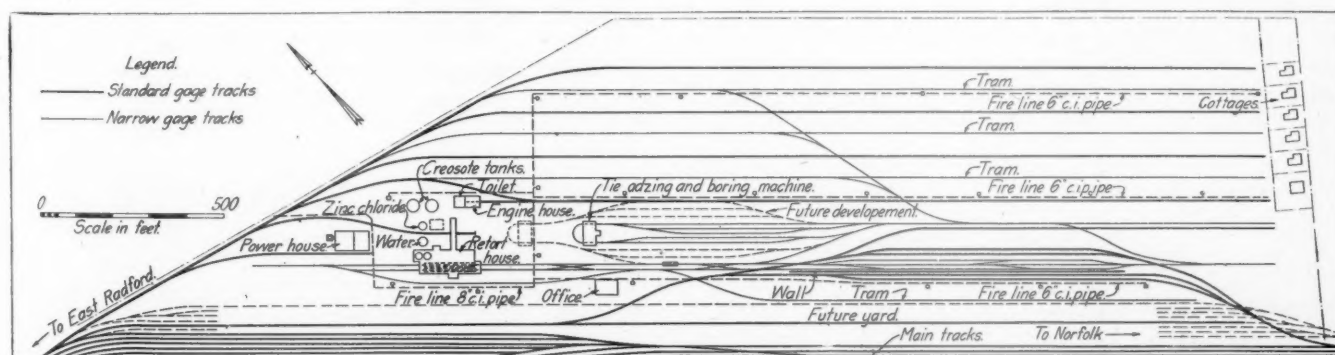 Legend.
Standard gage tracks
Narrow gage tracks
0 500
Scale in feet.
Tram.
Fire line 6" c.i. pipe
Cottages
Tram.
Tram.
Fire line 6" c.i. pipe
Creosote tanks.
Toilet
Engine house.
Tie adzing and boring machine.
Future developement.
Zinc chloride
Water
Retort
house.
Power house
Fire line 8" c.i. pipe
Office
Wall
Tram
Fire line 6" c.i. pipe
Future yard.
To East Radford.
Main tracks.
To Norfolk